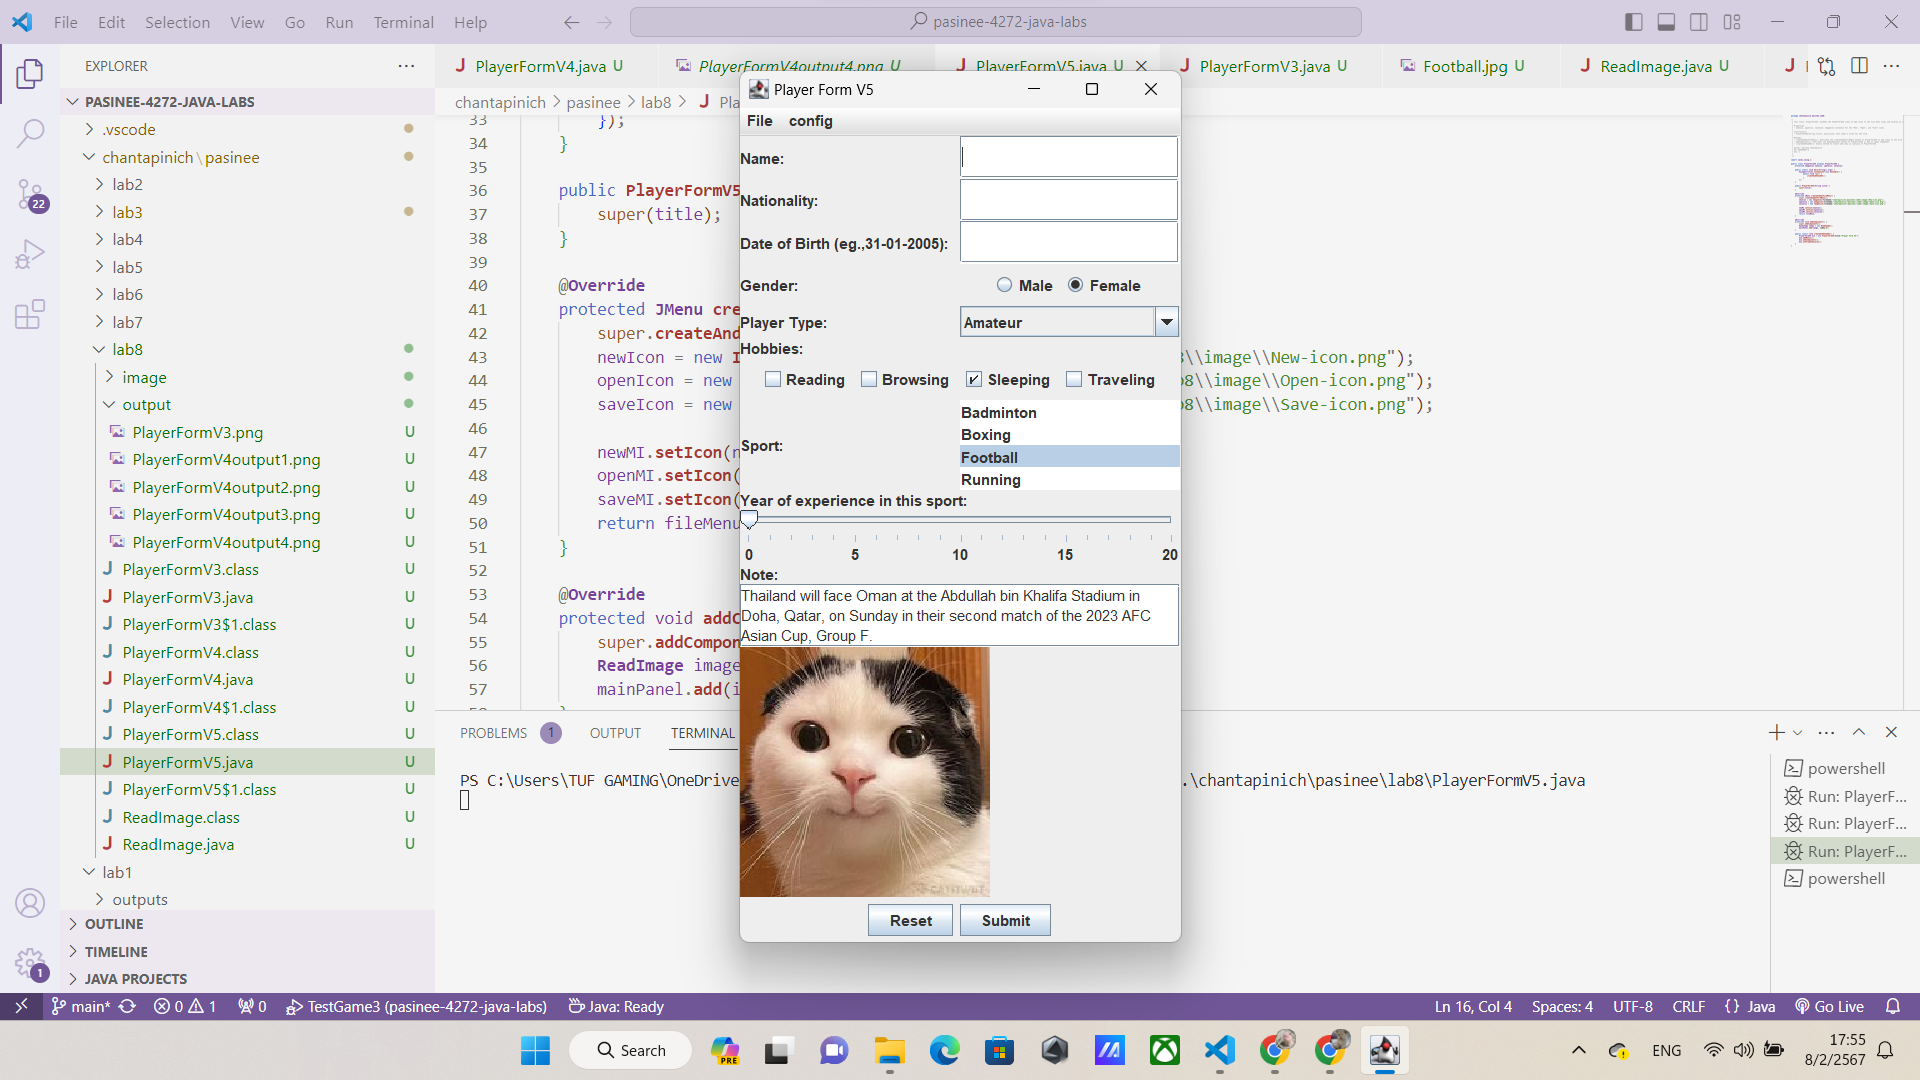 File Edit Selection View Go Run Terminal Help
pasinee-4272-java-labs
EXPLORER
PASINEE-4272-JAVA-LABS
.vscode
chantapinich\pasinee
lab2
lab3
lab4
lab5
lab6
lab7
lab8
image
output
PlayerFormV3.png U
PlayerFormV4output1.png U
PlayerFormV4output2.png U
PlayerFormV4output3.png U
PlayerFormV4output4.png U
PlayerFormV3.class U
PlayerFormV3.java U
PlayerFormV3$1.class U
PlayerFormV4.class U
PlayerFormV4.java U
PlayerFormV4$1.class U
PlayerFormV5.class U
PlayerFormV5.java U
PlayerFormV5$1.class U
ReadImage.class U
ReadImage.java U
lab1
outputs
OUTLINE
TIMELINE
JAVA PROJECTS
22
1
PlayerFormV4.java U
PlayerFormV4output4.png U
PlayerFormV5.java U
PlayerFormV3.java U
Football.jpg U
ReadImage.java U
chantapinich > pasinee > lab8 >
33 });
34 }
35
36 public PlayerFormV5
37 super(title);
38 }
39
40 @Override
41 protected JMenu cre
42 super.createAnd
43 newIcon = new I \\image\\New-icon.png");
44 openIcon = new 8\\image\\Open-icon.png");
45 saveIcon = new 8\\image\\Save-icon.png");
46
47 newMI.setIcon(n
48 openMI.setIcon(
49 saveMI.setIcon(
50 return fileMenu
51 }
52
53 @Override
54 protected void addC
55 super.addCompon
56 ReadImage image
57 mainPanel.add(i
Player Form V5
File config
Name:
Nationality:
Date of Birth (eg.,31-01-2005):
Gender: Male Female
Player Type: Amateur
Hobbies:
Reading Browsing Sleeping Traveling
Sport:
Badminton
Boxing
Football
Running
Year of experience in this sport:
0 5 10 15 20
Note:
Thailand will face Oman at the Abdullah bin Khalifa Stadium in
Doha, Qatar, on Sunday in their second match of the 2023 AFC
Asian Cup, Group F.
Reset Submit
PROBLEMS 1 OUTPUT TERMINAL
PS C:\Users\TUF GAMING\OneDrive .\chantapinich\pasinee\lab8\PlayerFormV5.java
powershell
Run: PlayerF...
Run: PlayerF...
Run: PlayerF...
powershell
main* 0 1 0 TestGame3 (pasinee-4272-java-labs) Java: Ready
Ln 16, Col 4 Spaces: 4 UTF-8 CRLF {} Java Go Live
Search
PRE
ENG
17:55
8/2/2567